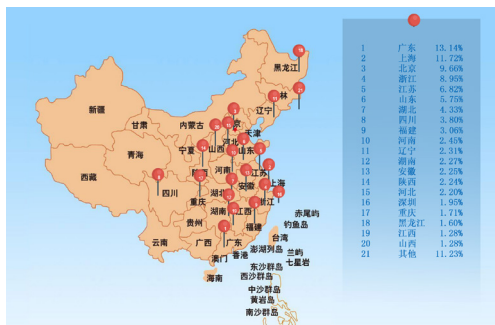 黑龙江
新疆
甘肃
内蒙古
辽宁
天津
宁夏
山西
河北
山东
青海
河南
江苏
西藏
四川
安徽
上海
重庆
湖北
浙江
湖南
江西
贵州
福建
云南
广西
广东
台湾
香港
澳门
海南
赤尾屿
钓鱼岛
澎湖列岛
兰屿
七星岩
东沙群岛
西沙群岛
中沙群岛
黄岩岛
南沙群岛
1 广东 13.14%
2 上海 11.72%
3 北京 9.66%
4 浙江 8.95%
5 江苏 6.82%
6 山东 5.75%
7 湖北 4.33%
8 四川 3.80%
9 福建 3.06%
10 河南 2.45%
11 辽宁 2.31%
12 湖南 2.27%
13 安徽 2.25%
14 陕西 2.24%
15 河北 2.20%
16 深圳 1.95%
17 重庆 1.71%
18 黑龙江 1.60%
19 江西 1.28%
20 山西 1.28%
21 其他 11.23%